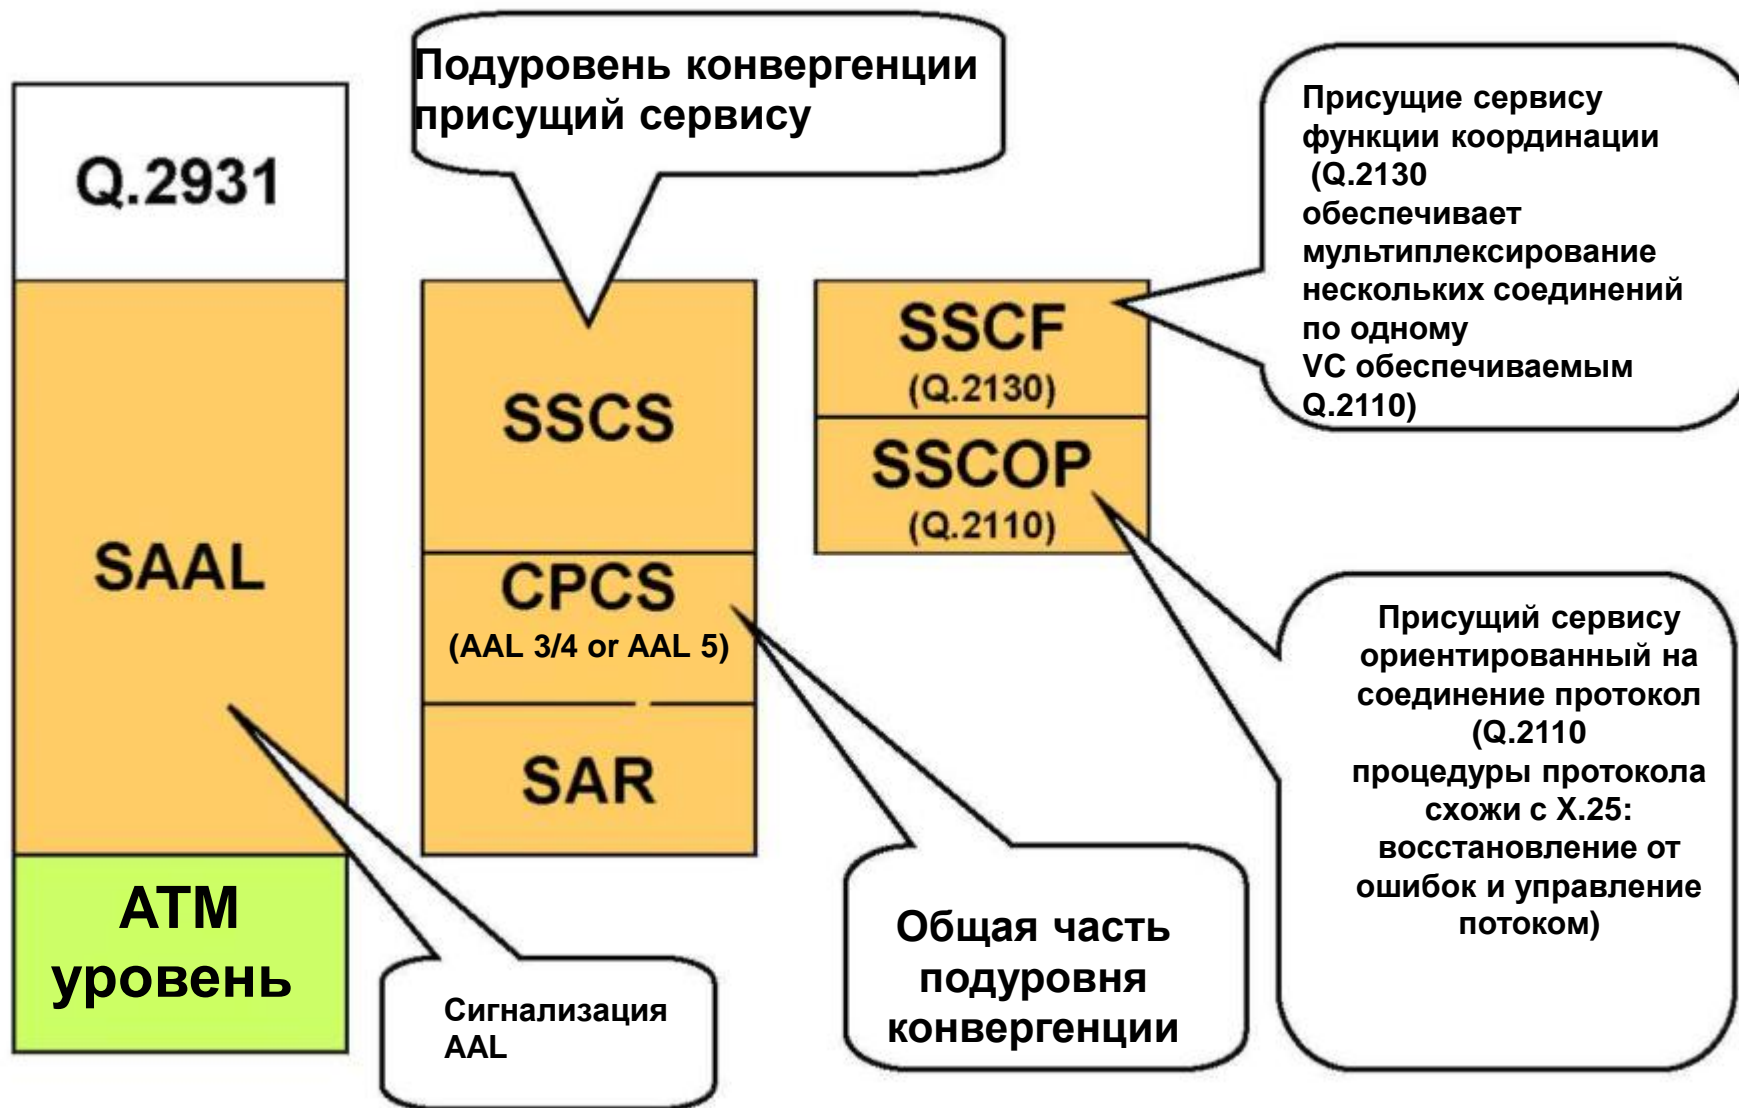 Подуровень конвергенции
присущий сервису
Присущие сервису
функции координации
(Q.2130
обеспечивает
мультиплексирование
нескольких соединений
по одному
VC обеспечиваемым
Q.2110)
Q.2931
SAAL
ATM
уровень
SSCS
CPCS
(AAL 3/4 or AAL 5)
SAR
SSCF
(Q.2130)
SSCOP
(Q.2110)
Присущий сервису
ориентированный на
соединение протокол
(Q.2110
процедуры протокола
схожи с X.25:
восстановление от
ошибок и управление
потоком)
Общая часть
подуровня
конвергенции
Сигнализация
AAL